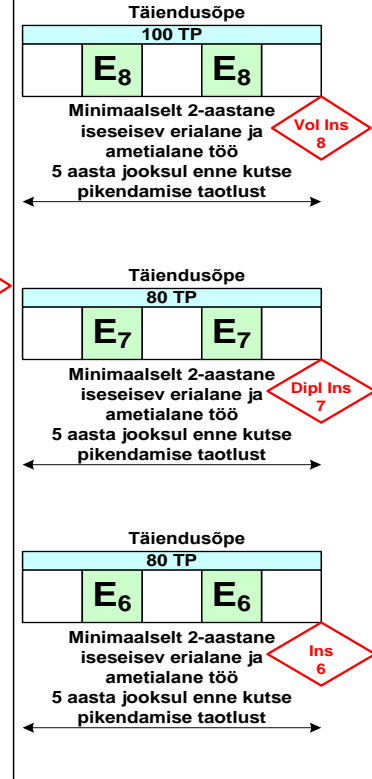 Täiendusõpe
100 TP
E8 E8
Minimaalselt 2-aastane
iseseisev erialane ja
ametialane töö
5 aasta jooksul enne kutse
pikendamise taotlust
Vol Ins
8
Täiendusõpe
80 TP
E7 E7
Minimaalselt 2-aastane
iseseisev erialane ja
ametialane töö
5 aasta jooksul enne kutse
pikendamise taotlust
Dipl Ins
7
Täiendusõpe
80 TP
E6 E6
Minimaalselt 2-aastane
iseseisev erialane ja
ametialane töö
5 aasta jooksul enne kutse
pikendamise taotlust
Ins
6